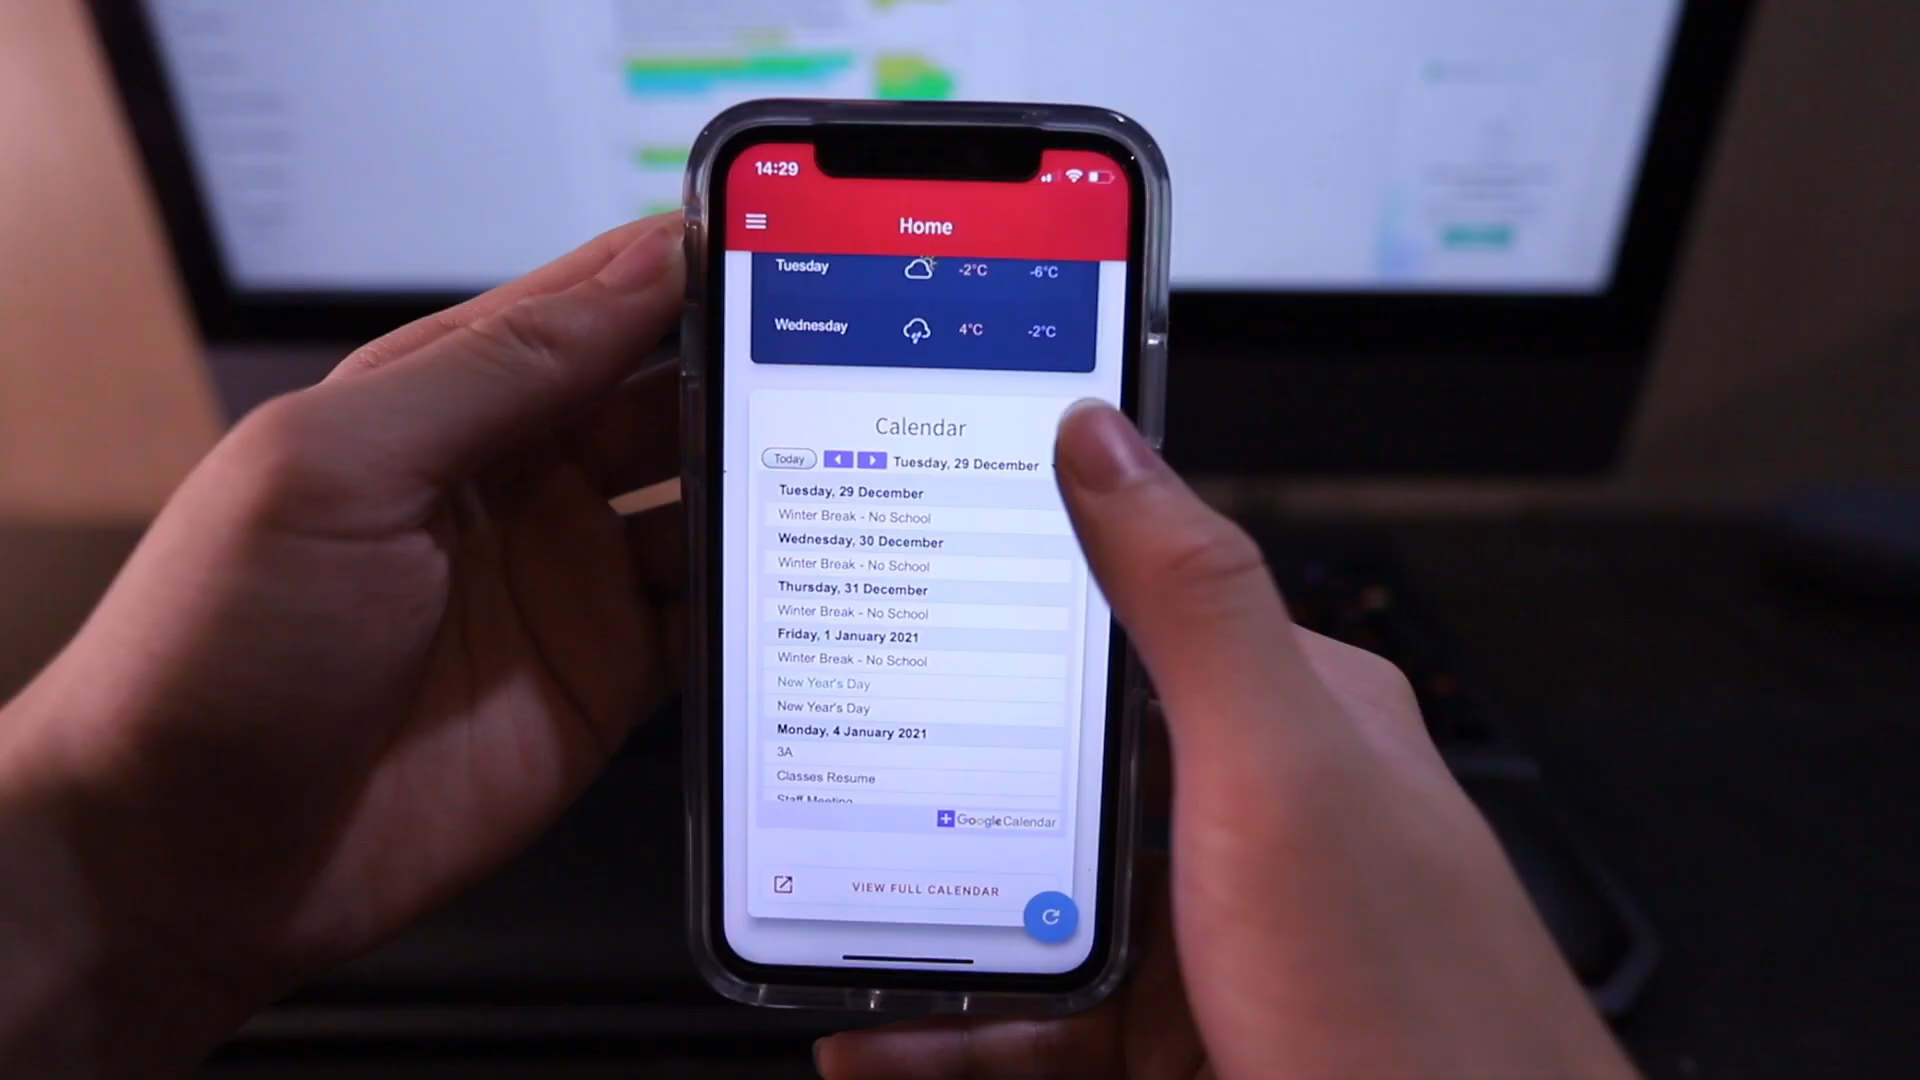 14:29
Home
Tuesday -2°C -6°C
Wednesday 4°C -2°C
Calendar
Today Tuesday, 29 December
Tuesday, 29 December
Winter Break - No School
Wednesday, 30 December
Winter Break - No School
Thursday, 31 December
Winter Break - No School
Friday, 1 January 2021
Winter Break - No School
New Year's Day
New Year's Day
Monday, 4 January 2021
3A
Classes Resume
Staff Meeting
GoogleCalendar
VIEW FULL CALENDAR